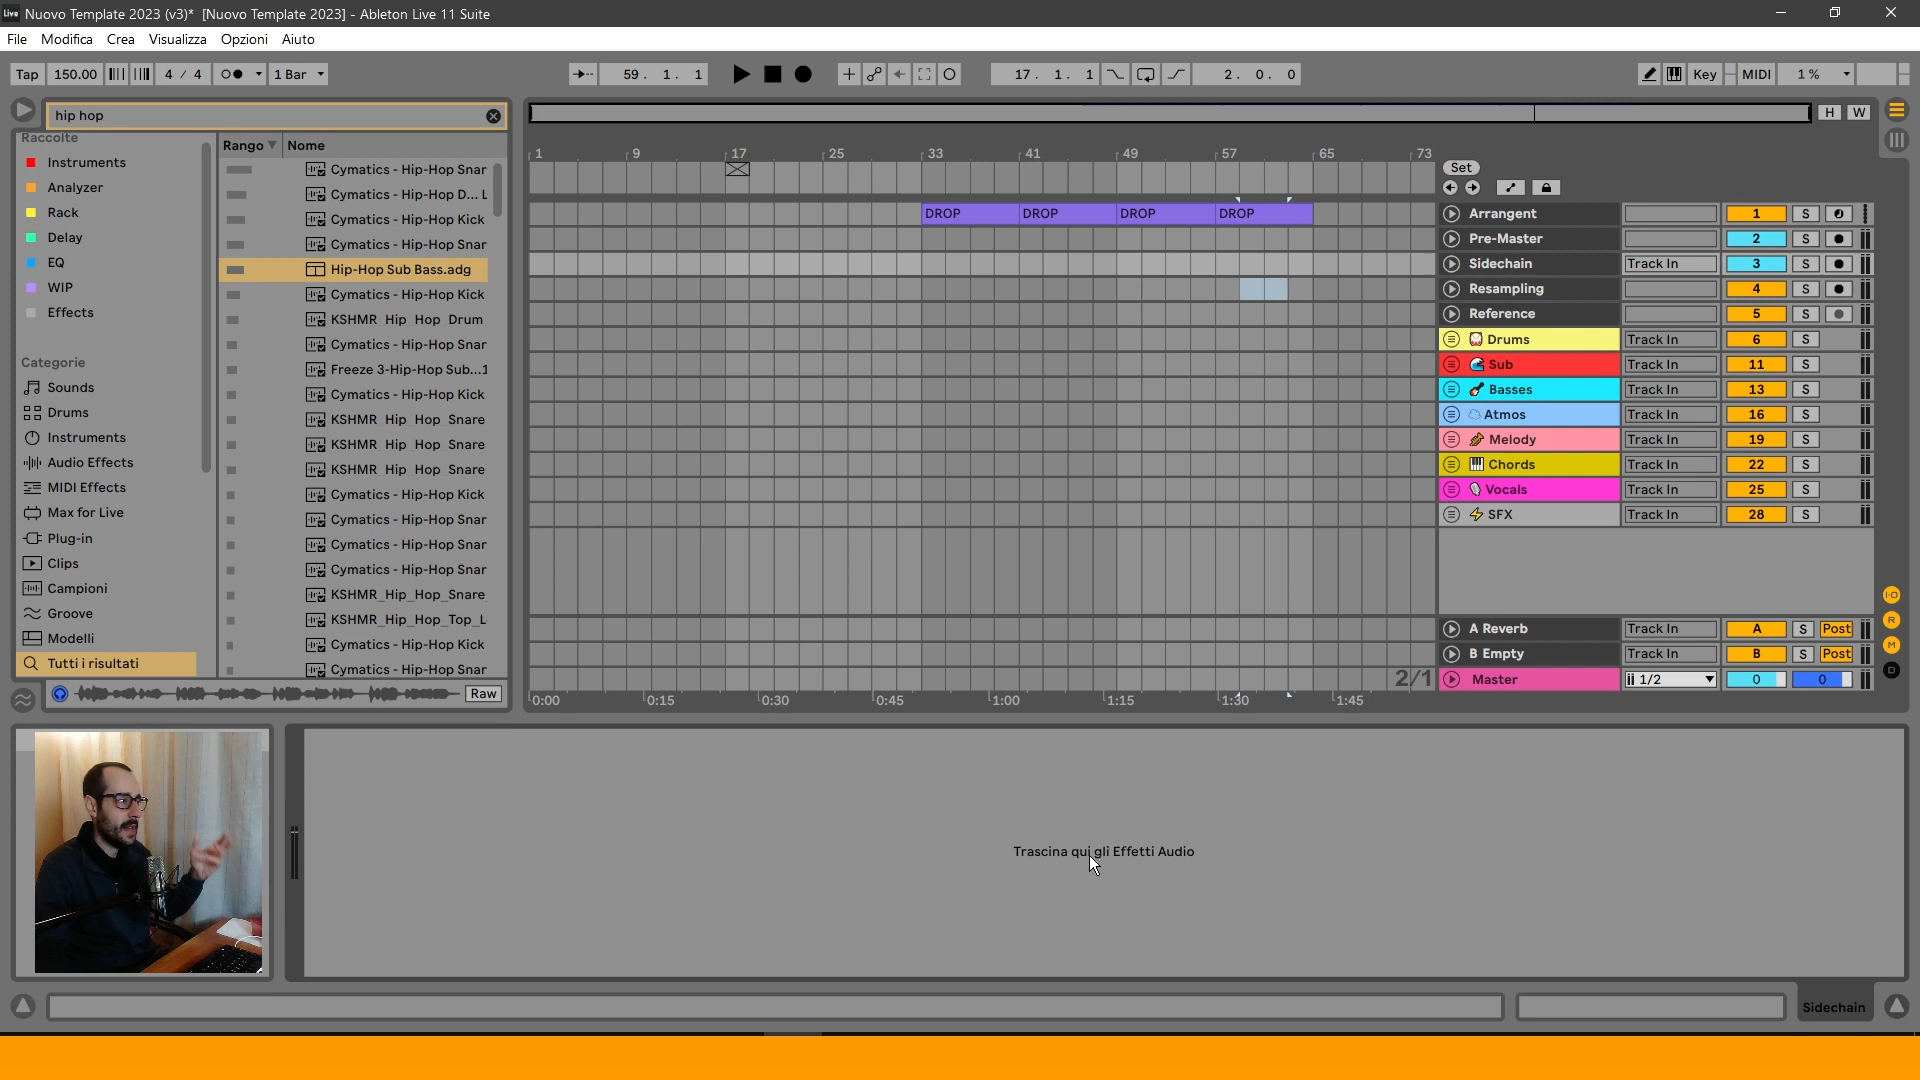 Live Nuovo Template 2023 (v3)* [Nuovo Template 2023] - Ableton Live 11 Suite
File Modifica Crea Visualizza Opzioni Aiuto
Tap 150.00 4 / 4 1 Bar 59. 1. 1 17. 1. 1 2. 0. 0 Key MIDI 1%
hip hop
H W
Raccolte
Instruments
Analyzer
Rack
Delay
EQ
WIP
Effects
Categorie
Sounds
Drums
Instruments
Audio Effects
MIDI Effects
Max for Live
Plug-in
Clips
Campioni
Groove
Modelli
Tutti i risultati
Raw
Rango Nome
Cymatics - Hip-Hop Snar
Cymatics - Hip-Hop D... L
Cymatics - Hip-Hop Kick
Cymatics - Hip-Hop Snar
Hip-Hop Sub Bass.adg
Cymatics - Hip-Hop Kick
KSHMR Hip Hop Drum
Cymatics - Hip-Hop Snar
Freeze 3-Hip-Hop Sub...1
Cymatics - Hip-Hop Kick
KSHMR Hip Hop Snare
KSHMR Hip Hop Snare
KSHMR Hip Hop Snare
Cymatics - Hip-Hop Kick
Cymatics - Hip-Hop Snar
Cymatics - Hip-Hop Snar
Cymatics - Hip-Hop Snar
KSHMR_Hip_Hop_Snare_
KSHMR_Hip_Hop_Top_L
Cymatics - Hip-Hop Kick
Cymatics - Hip-Hop Snar
1 9 17 25 33 41 49 57 65 73
Set
DROP DROP DROP DROP
Arrangent 1 S
Pre-Master 2 S
Sidechain Track In 3 S
Resampling 4 S
Reference 5 S
Drums Track In 6 S
Sub Track In 11 S
Basses Track In 13 S
Atmos Track In 16 S
Melody Track In 19 S
Chords Track In 22 S
Vocals Track In 25 S
SFX Track In 28 S
A Reverb Track In A S Post
B Empty Track In B S Post
2/1 Master 1/2 0 0
I·O
R
M
D
0:00 0:15 0:30 0:45 1:00 1:15 1:30 1:45
Trascina qui gli Effetti Audio
Sidechain